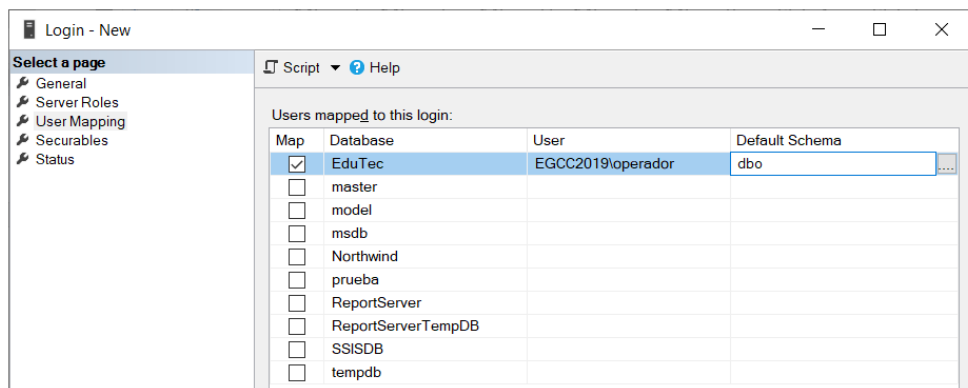 Login - New
Select a page
General
Server Roles
User Mapping
Securables
Status
Script Help
Users mapped to this login:
Map Database User Default Schema
EduTec EGCC2019\operador dbo ...
master
model
msdb
Northwind
prueba
ReportServer
ReportServerTempDB
SSISDB
tempdb